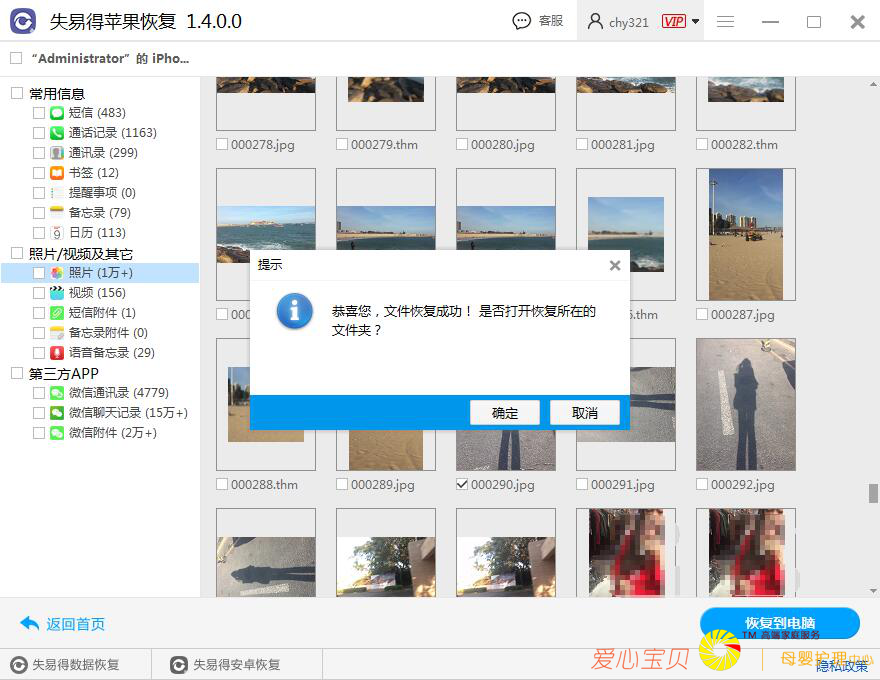 失易得苹果恢复 1.4.0.0
客服
chy321
VIP
“Administrator” 的 iPho...
常用信息
短信 (483)
通话记录 (1163)
通讯录 (299)
书签 (12)
提醒事项 (0)
备忘录 (79)
日历 (113)
照片/视频及其它
照片 (1万+)
视频 (156)
短信附件 (1)
备忘录附件 (0)
语音备忘录 (29)
第三方APP
微信通讯录 (4779)
微信聊天记录 (15万+)
微信附件 (2万+)
000278.jpg
000279.thm
000280.jpg
000281.jpg
000282.thm
提示
恭喜您，文件恢复成功！ 是否打开恢复所在的
文件夹？
确定
取消
.thm
000287.jpg
000288.thm
000289.jpg
000290.jpg
000291.jpg
000292.jpg
返回首页
恢复到电脑
TM 高端家庭服务
爱心宝贝
母婴护理中心
隐私政策
失易得数据恢复
失易得安卓恢复